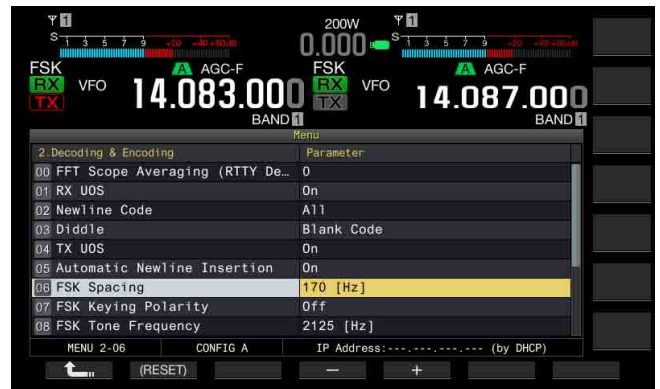 1 200W 1
S 1 3 5 7 9 +20 +40 +60dB 0.000 S 1 3 5 7 9 +20 +40 +60dB
FSK A AGC-F FSK A AGC-F
RX VFO 14.083.000 RX VFO 14.087.000
TX TX
BAND 1 BAND 1
Menu
2.Decoding & Encoding Parameter
00 FFT Scope Averaging (RTTY De… 0
01 RX UOS On
02 Newline Code All
03 Diddle Blank Code
04 TX UOS On
05 Automatic Newline Insertion On
06 FSK Spacing 170 [Hz]
07 FSK Keying Polarity Off
08 FSK Tone Frequency 2125 [Hz]
MENU 2-06 CONFIG A IP Address:---.---.---.--- (by DHCP)
(RESET) − +